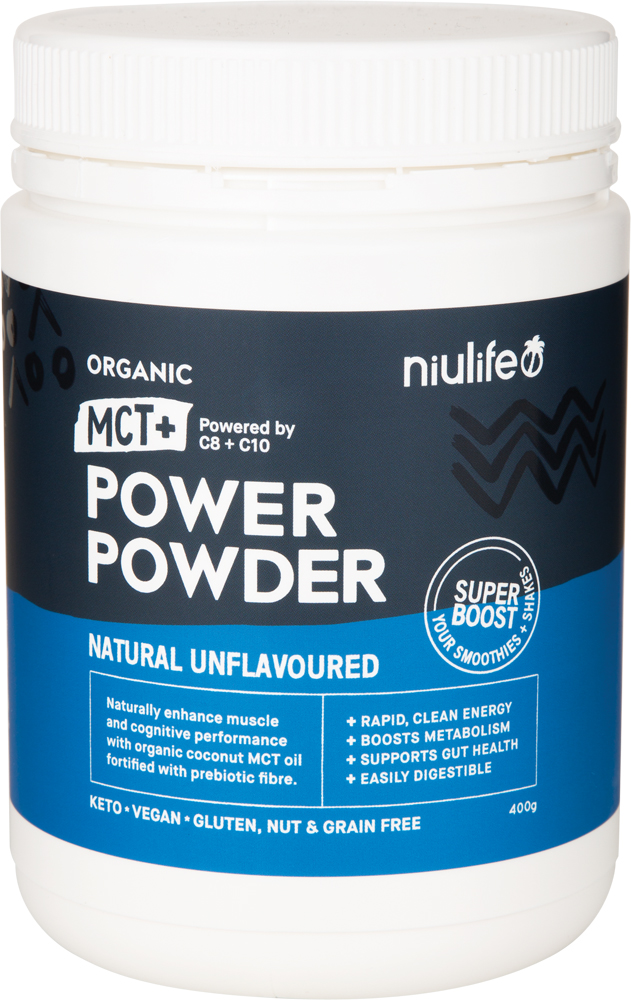 ORGANIC
niulife
MCT+
Powered by
C8 + C10
POWER
POWDER
SUPER
BOOST
YOUR SMOOTHIES + SHAKES
NATURAL UNFLAVOURED
Naturally enhance muscle
and cognitive performance
with organic coconut MCT oil
fortified with prebiotic fibre.
+ RAPID, CLEAN ENERGY
+ BOOSTS METABOLISM
+ SUPPORTS GUT HEALTH
+ EASILY DIGESTIBLE
KETO * VEGAN * GLUTEN, NUT & GRAIN FREE
400g